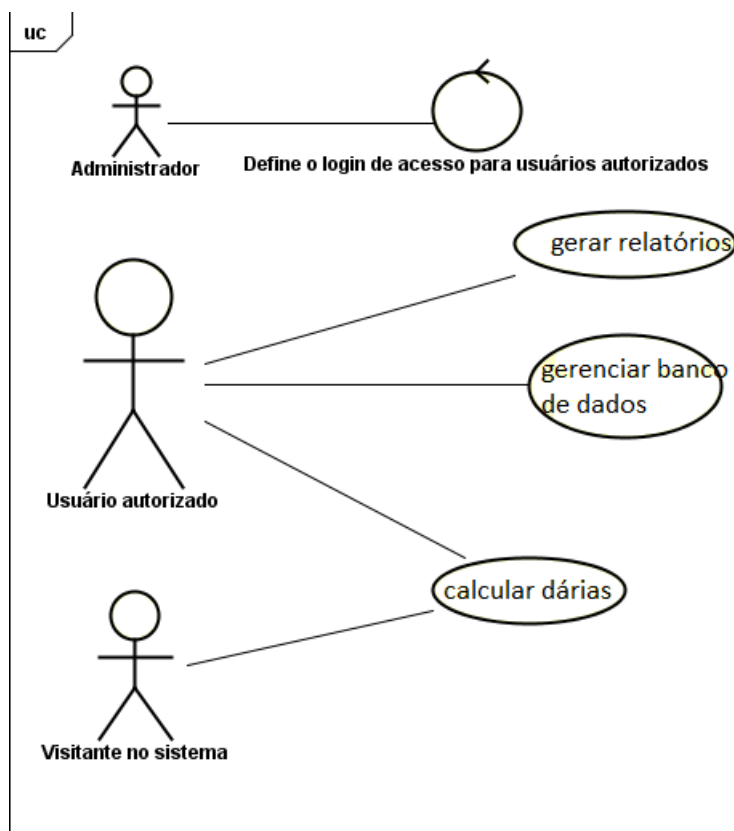 uc
Administrador
Define o login de acesso para usuários autorizados
gerar relatórios
gerenciar banco
de dados
Usuário autorizado
calcular dárias
Visitante no sistema